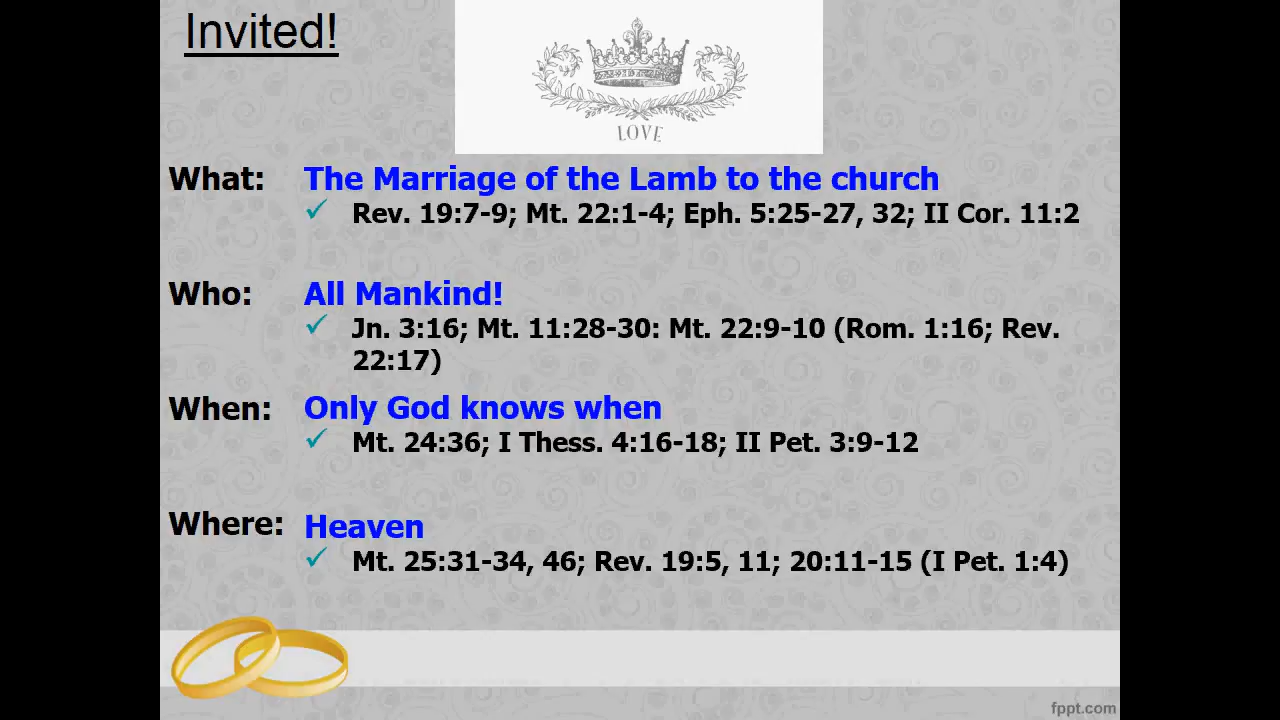 Invited!
LOVE
What: The Marriage of the Lamb to the church
Rev. 19:7-9; Mt. 22:1-4; Eph. 5:25-27, 32; II Cor. 11:2
Who: All Mankind!
Jn. 3:16; Mt. 11:28-30: Mt. 22:9-10 (Rom. 1:16; Rev.
22:17)
When: Only God knows when
Mt. 24:36; I Thess. 4:16-18; II Pet. 3:9-12
Where: Heaven
Mt. 25:31-34, 46; Rev. 19:5, 11; 20:11-15 (I Pet. 1:4)
fppt.com